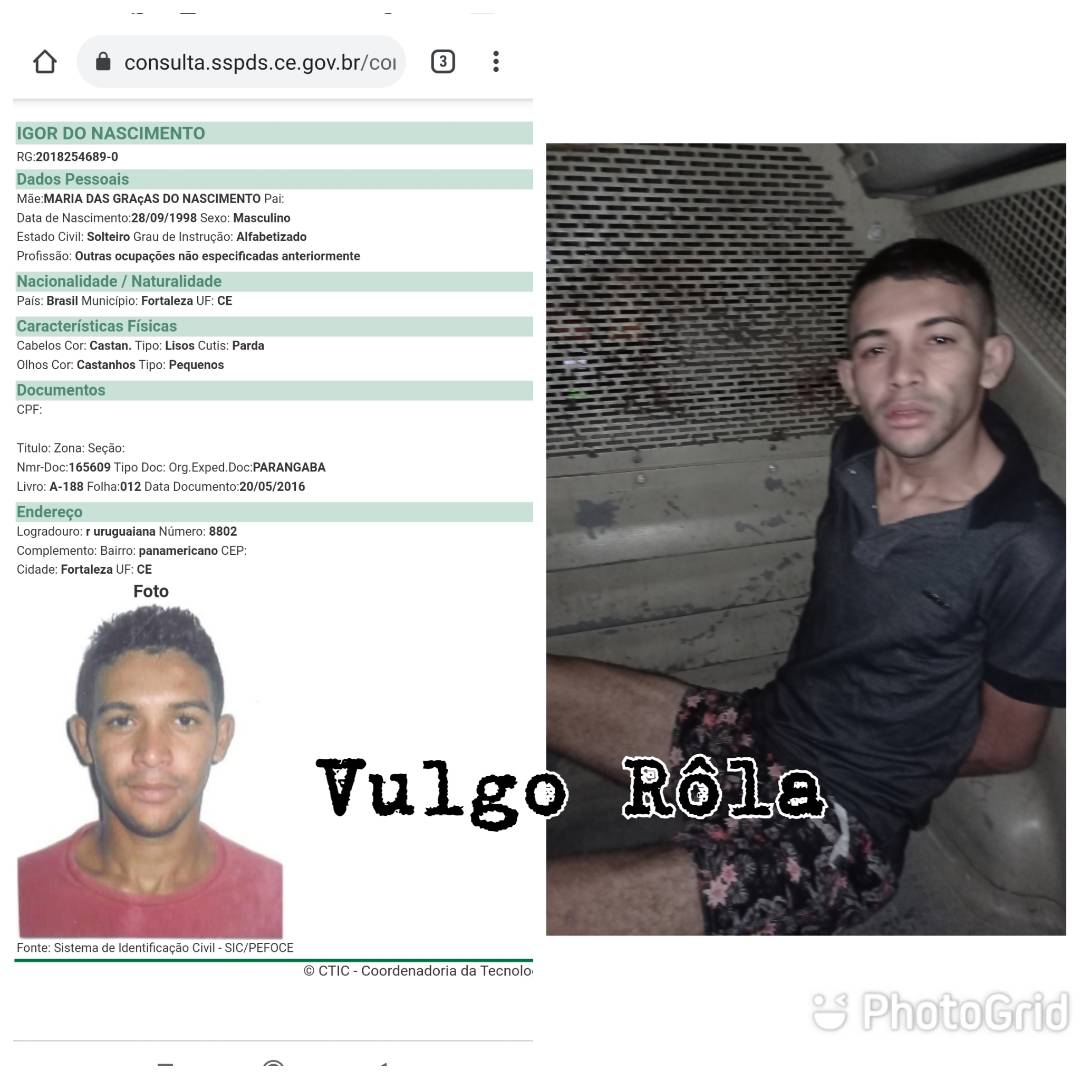 consulta.sspds.ce.gov.br/co
3
IGOR DO NASCIMENTO
RG:2018254689-0
Dados Pessoais
Mãe:MARIA DAS GRAçAS DO NASCIMENTO Pai:
Data de Nascimento:28/09/1998 Sexo: Masculino
Estado Civil: Solteiro Grau de Instrução: Alfabetizado
Profissão: Outras ocupações não especificadas anteriormente
Nacionalidade / Naturalidade
País: Brasil Município: Fortaleza UF: CE
Características Físicas
Cabelos Cor: Castan. Tipo: Lisos Cutis: Parda
Olhos Cor: Castanhos Tipo: Pequenos
Documentos
CPF:
Titulo: Zona: Seção:
Nmr-Doc:165609 Tipo Doc: Org.Exped.Doc:PARANGABA
Livro: A-188 Folha:012 Data Documento:20/05/2016
Endereço
Logradouro: r uruguaiana Número: 8802
Complemento: Bairro: panamericano CEP:
Cidade: Fortaleza UF: CE
Foto
Vulgo Rôla
Fonte: Sistema de Identificação Civil - SIC/PEFOCE
© CTIC - Coordenadoria da Tecnolo
PhotoGrid